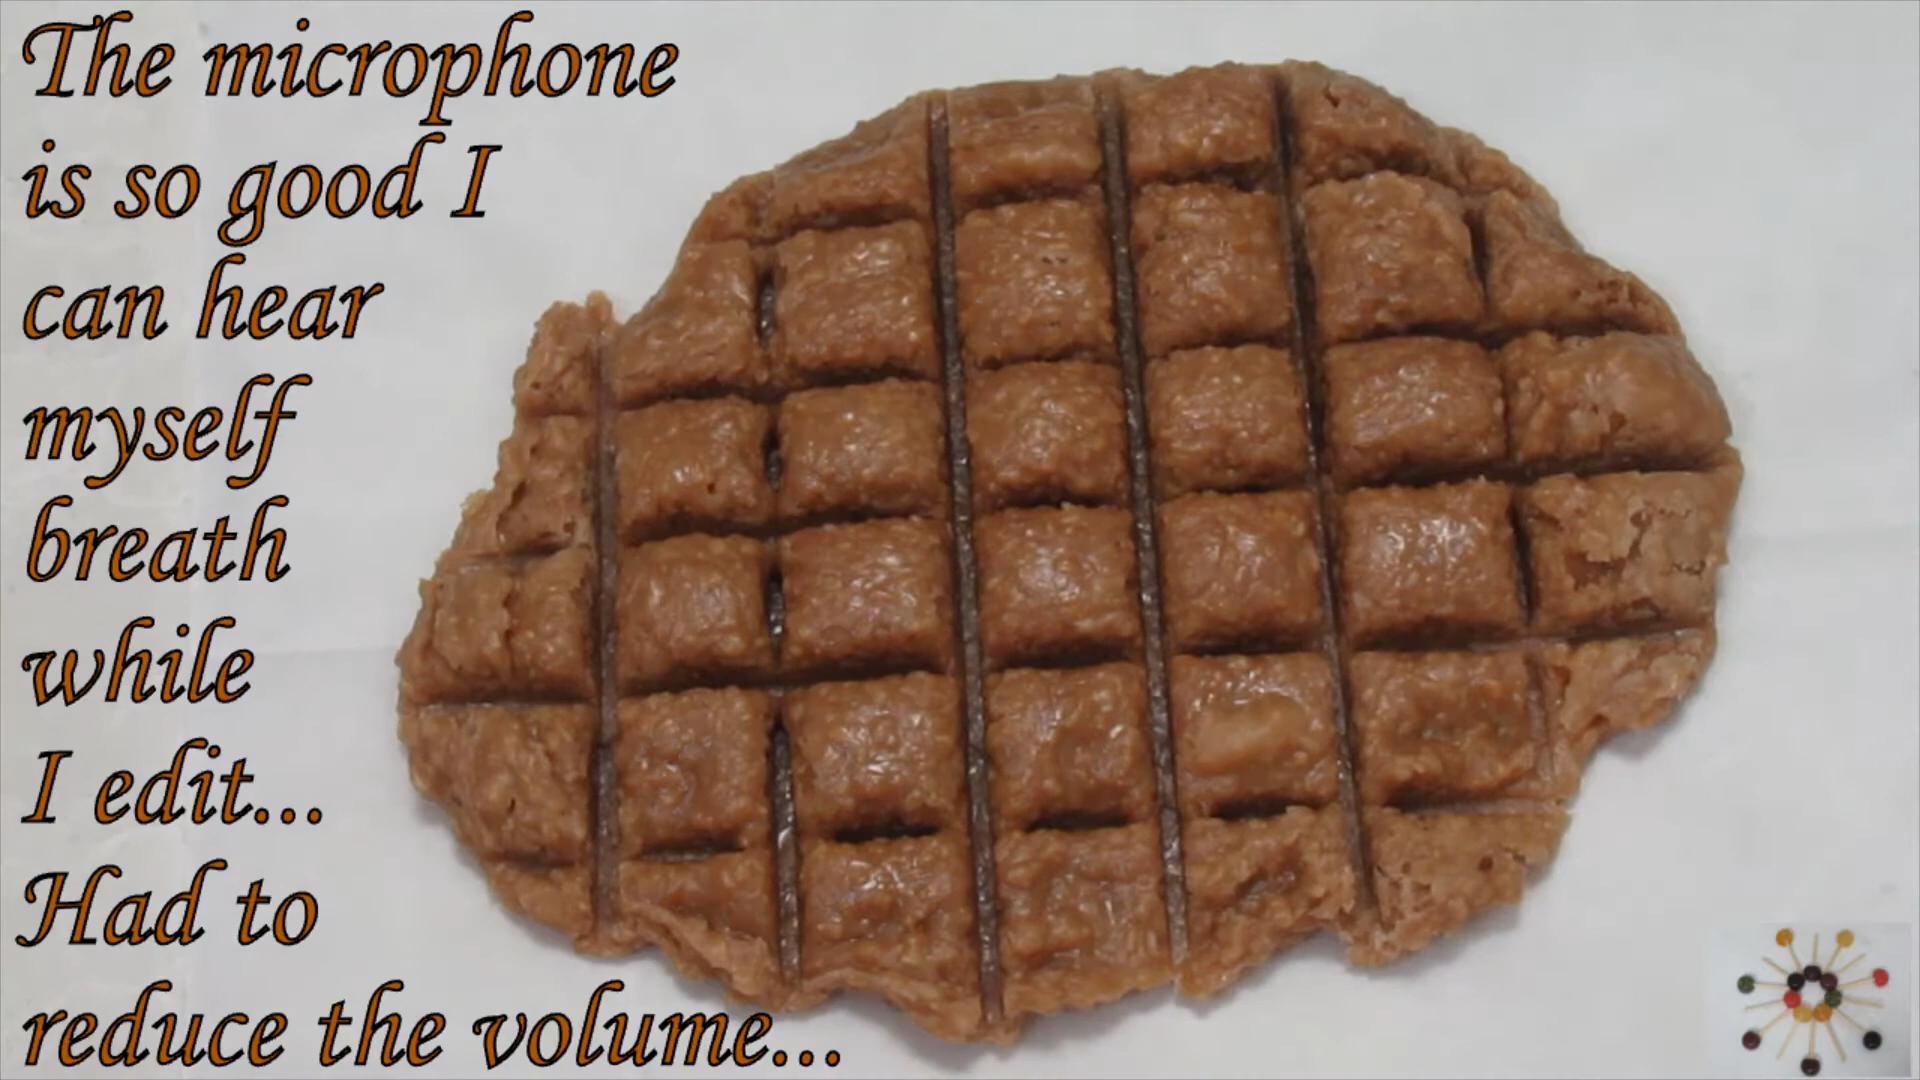 The microphone
is so good I
can hear
myself
breath
while
I edit...
Had to
reduce the volume...